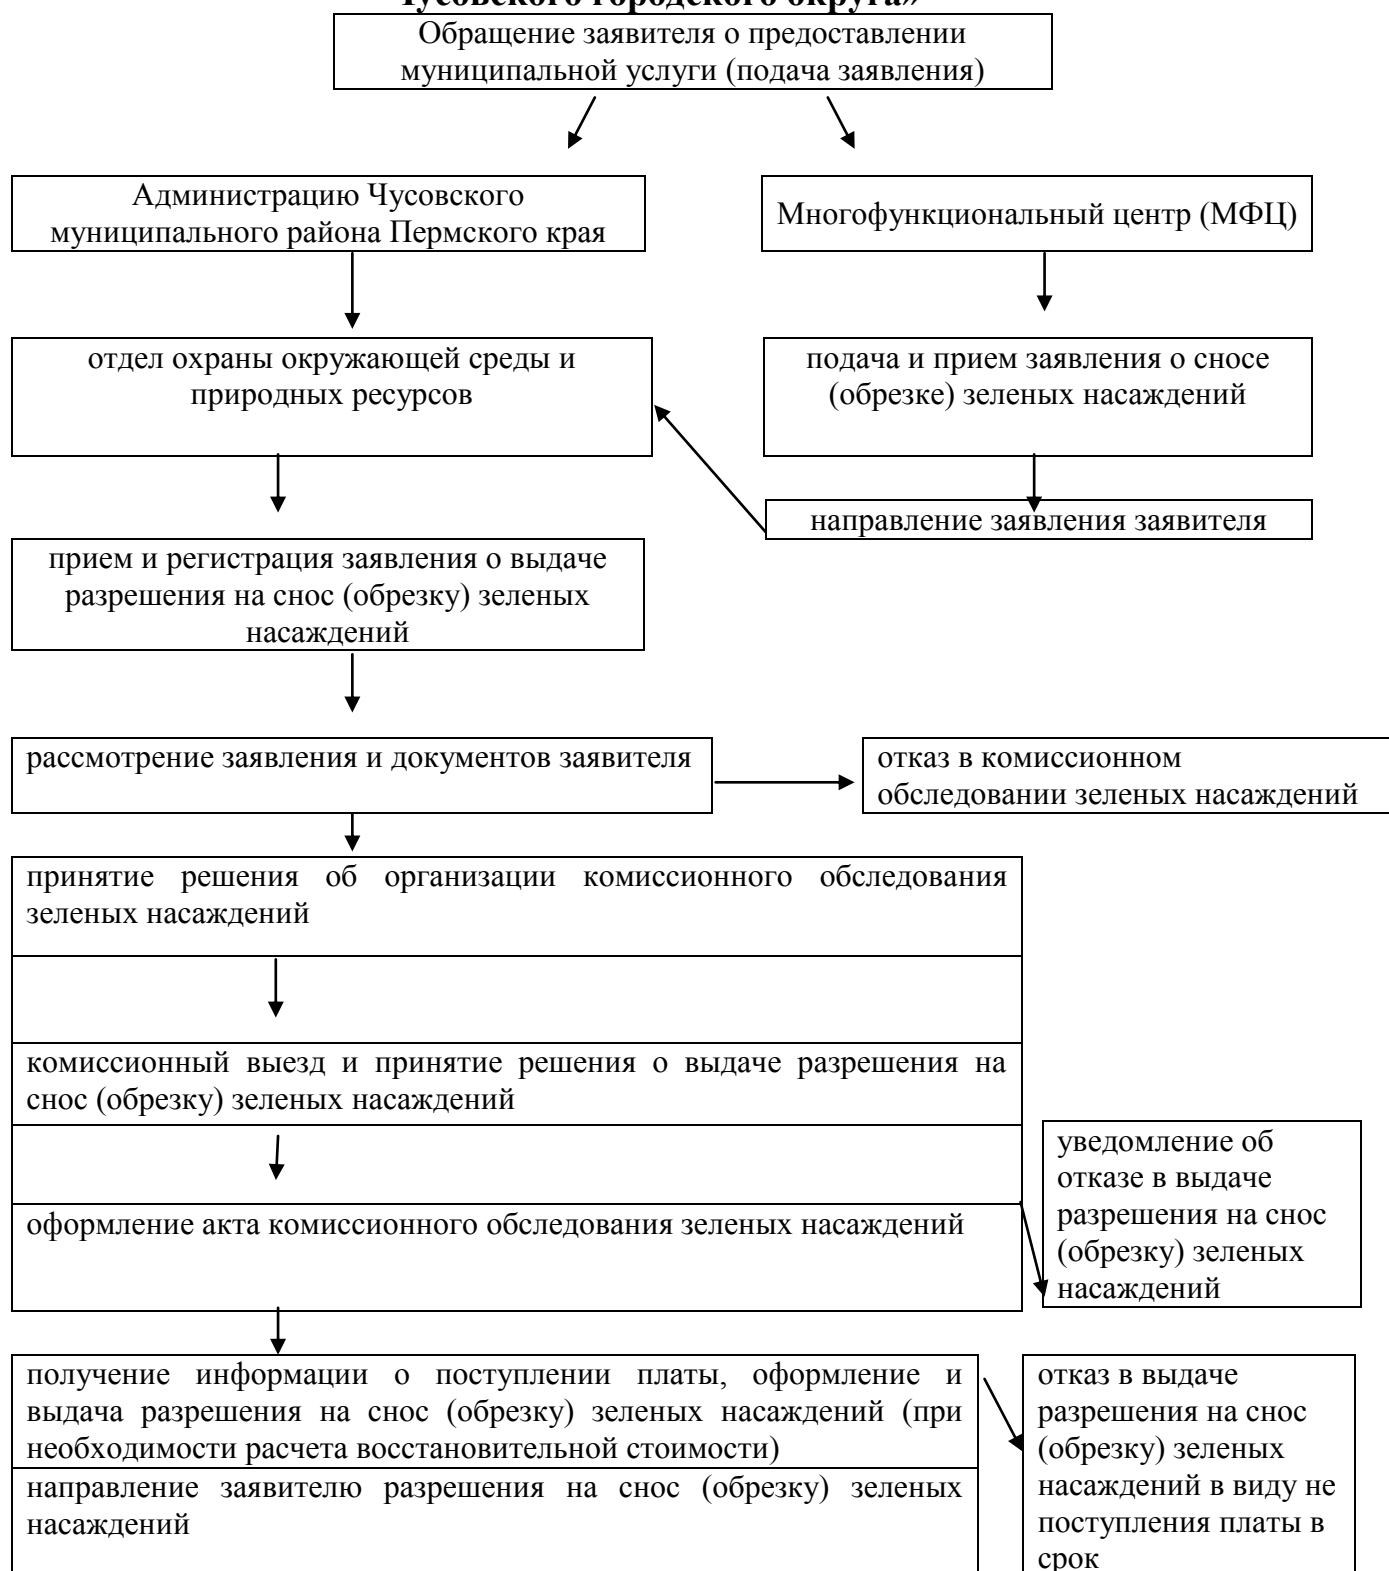 Чусовского городского округа»
Обращение заявителя о предоставлении
муниципальной услуги (подача заявления)
Администрацию Чусовского
муниципального района Пермского края
Многофункциональный центр (МФЦ)
отдел охраны окружающей среды и
природных ресурсов
подача и прием заявления о сносе
(обрезке) зеленых насаждений
направление заявления заявителя
прием и регистрация заявления о выдаче
разрешения на снос (обрезку) зеленых
насаждений
рассмотрение заявления и документов заявителя
отказ в комиссионном
обследовании зеленых насаждений
принятие решения об организации комиссионного обследования
зеленых насаждений
комиссионный выезд и принятие решения о выдаче разрешения на
снос (обрезку) зеленых насаждений
уведомление об
отказе в выдаче
разрешения на снос
(обрезку) зеленых
насаждений
оформление акта комиссионного обследования зеленых насаждений
получение информации о поступлении платы, оформление и
выдача разрешения на снос (обрезку) зеленых насаждений (при
необходимости расчета восстановительной стоимости)
направление заявителю разрешения на снос (обрезку) зеленых
насаждений
отказ в выдаче
разрешения на снос
(обрезку) зеленых
насаждений в виду не
поступления платы в
срок